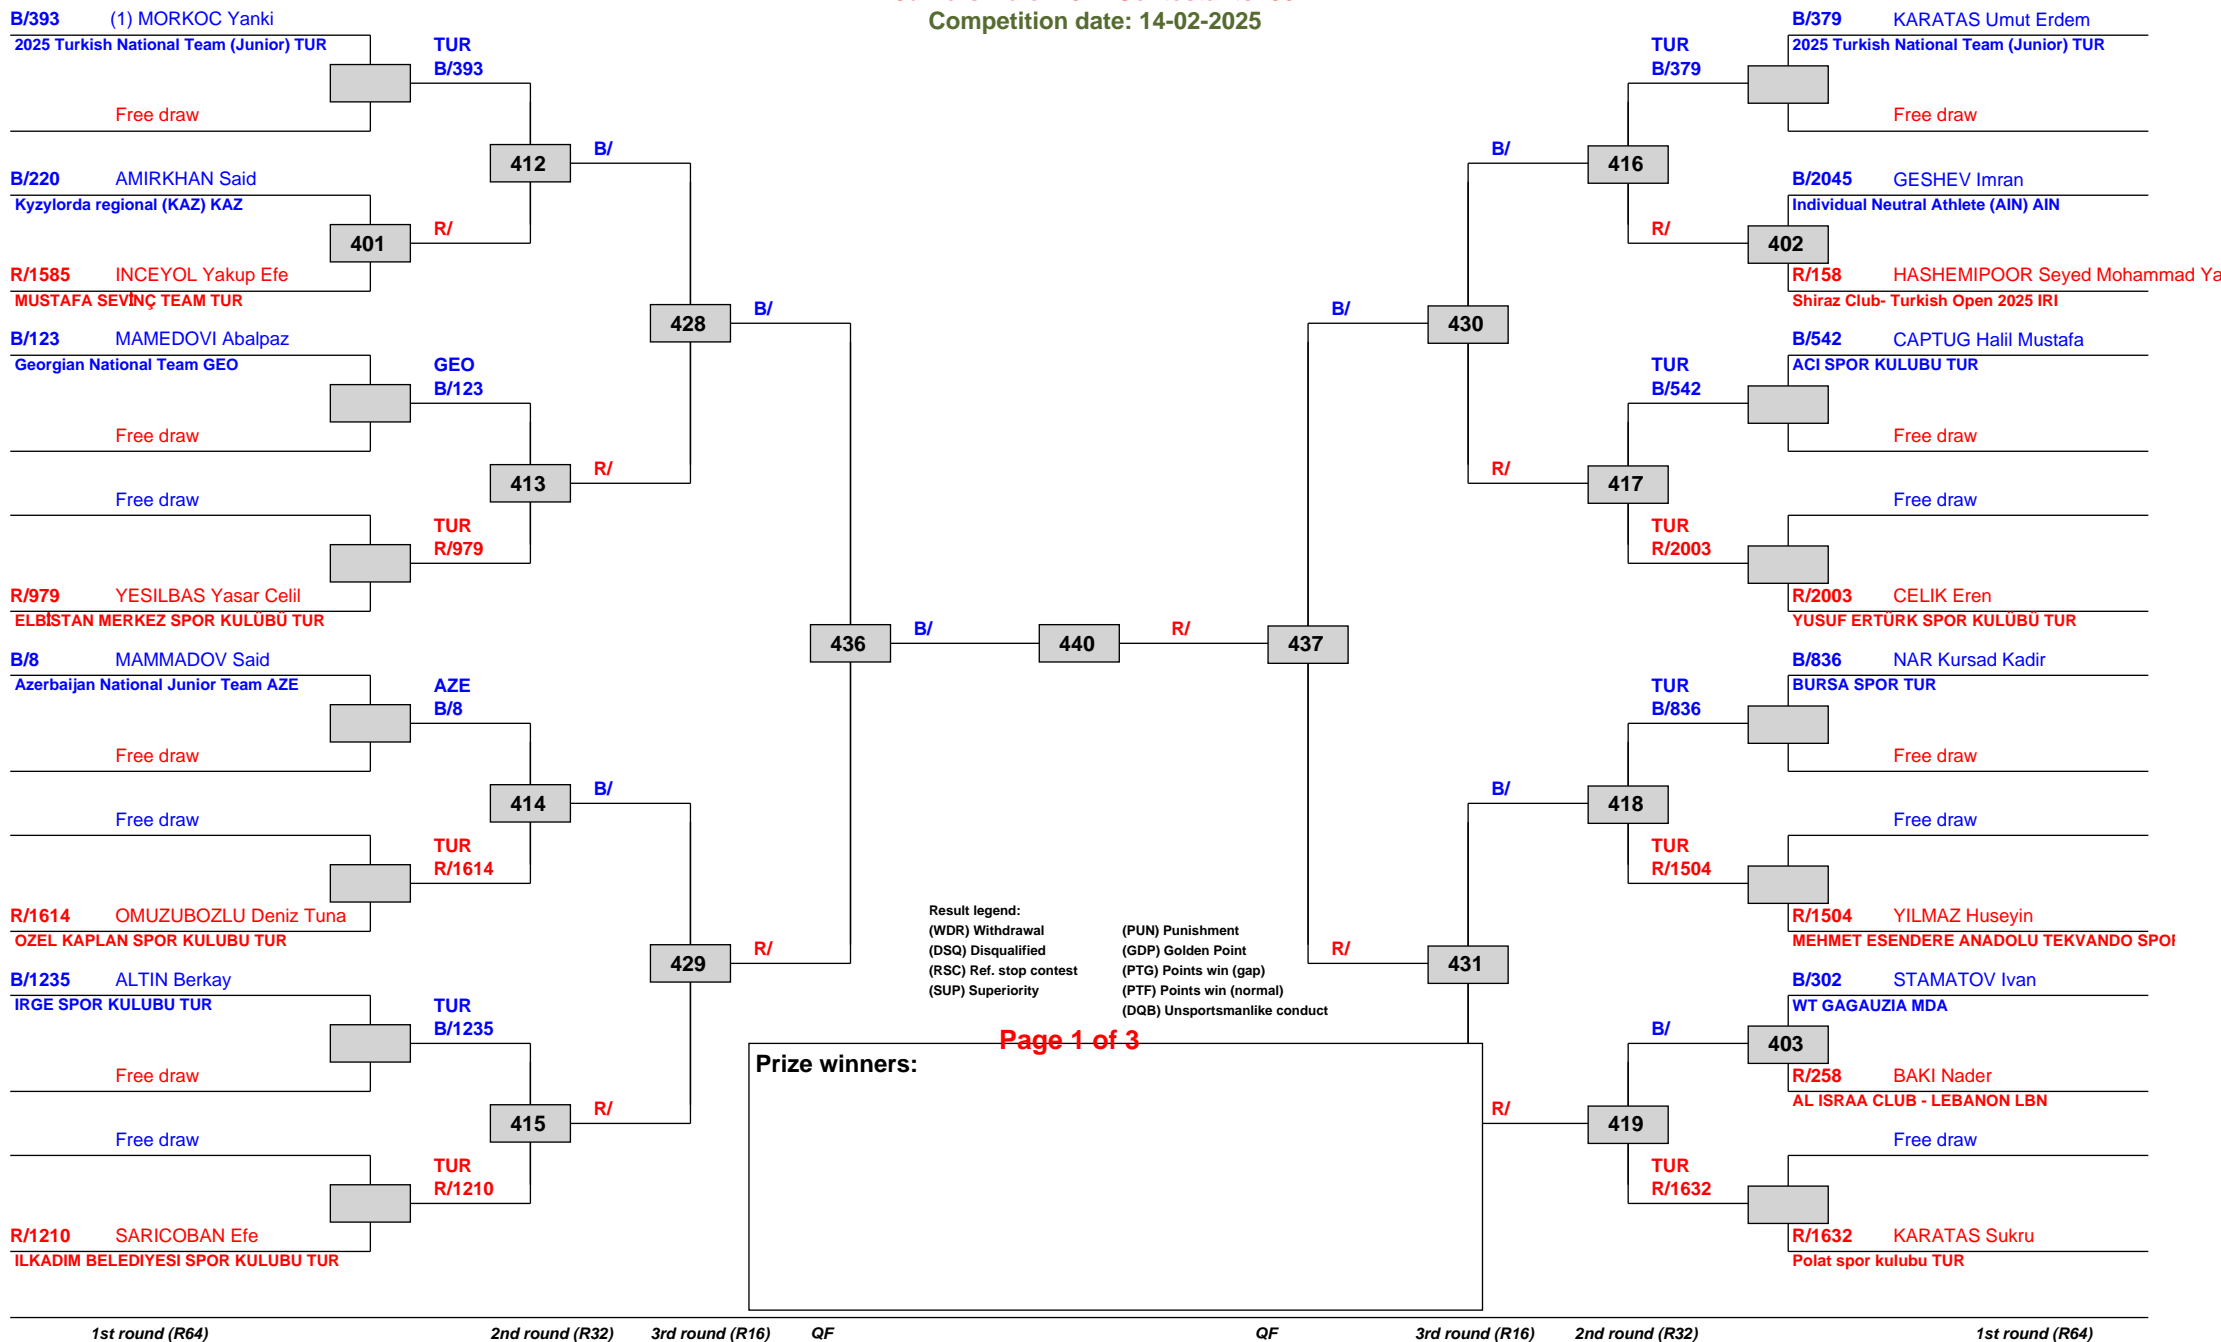 Competition date: 14-02-2025
B/393 (1) MORKOC Yanki
2025 Turkish National Team (Junior) TUR
TUR
B/393
Free draw
412
B/
B/220 AMIRKHAN Said
Kyzylorda regional (KAZ) KAZ
401
R/
R/1585 INCEYOL Yakup Efe
MUSTAFA SEVİNÇ TEAM TUR
428
B/
B/123 MAMEDOVI Abalpaz
Georgian National Team GEO
GEO
B/123
Free draw
413
R/
Free draw
TUR
R/979
R/979 YESILBAS Yasar Celil
ELBİSTAN MERKEZ SPOR KULÜBÜ TUR
436
B/
440
R/
437
B/8 MAMMADOV Said
Azerbaijan National Junior Team AZE
AZE
B/8
Free draw
414
B/
Free draw
TUR
R/1614
R/1614 OMUZUBOZLU Deniz Tuna
OZEL KAPLAN SPOR KULUBU TUR
429
R/
B/1235 ALTIN Berkay
IRGE SPOR KULUBU TUR
TUR
B/1235
Free draw
415
R/
Free draw
TUR
R/1210
R/1210 SARICOBAN Efe
ILKADIM BELEDIYESI SPOR KULUBU TUR
B/379 KARATAS Umut Erdem
2025 Turkish National Team (Junior) TUR
TUR
B/379
Free draw
B/
416
B/2045 GESHEV Imran
Individual Neutral Athlete (AIN) AIN
R/
402
R/158 HASHEMIPOOR Seyed Mohammad Ya
Shiraz Club- Turkish Open 2025 IRI
B/
430
B/542 CAPTUG Halil Mustafa
ACI SPOR KULUBU TUR
TUR
B/542
Free draw
R/
417
Free draw
TUR
R/2003
R/2003 CELIK Eren
YUSUF ERTÜRK SPOR KULÜBÜ TUR
B/836 NAR Kursad Kadir
BURSA SPOR TUR
TUR
B/836
Free draw
B/
418
Free draw
TUR
R/1504
R/1504 YILMAZ Huseyin
MEHMET ESENDERE ANADOLU TEKVANDO SPOR
R/
431
B/302 STAMATOV Ivan
WT GAGAUZIA MDA
B/
403
R/258 BAKI Nader
AL ISRAA CLUB - LEBANON LBN
R/
419
Free draw
TUR
R/1632
R/1632 KARATAS Sukru
Polat spor kulubu TUR
Result legend:
(WDR) Withdrawal (PUN) Punishment
(DSQ) Disqualified (GDP) Golden Point
(RSC) Ref. stop contest (PTG) Points win (gap)
(SUP) Superiority (PTF) Points win (normal)
(DQB) Unsportsmanlike conduct
Page 1 of 3
Prize winners:
1st round (R64) 2nd round (R32) 3rd round (R16) QF QF 3rd round (R16) 2nd round (R32) 1st round (R64)